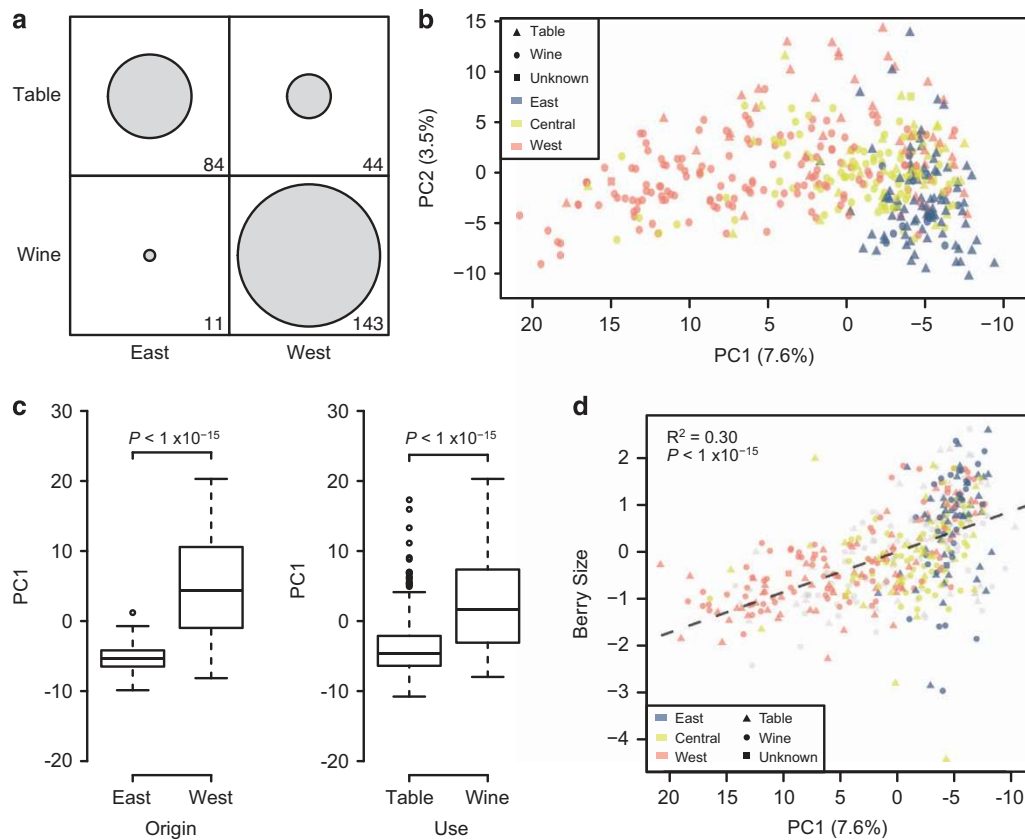 a
Table
84
44
Wine
11
143
East
West
b
Table
Wine
Unknown
East
Central
West
PC2 (3.5%)
15
10
5
0
−5
−10
20
15
10
5
0
−5
−10
PC1 (7.6%)
c
P < 1 x10⁻¹⁵
PC1
30
20
10
0
-10
-20
East
West
Origin
P < 1 x10⁻¹⁵
PC1
30
20
10
0
-10
-20
Table
Wine
Use
d
R² = 0.30
P < 1 x10⁻¹⁵
Berry Size
2
1
0
−1
−2
−3
−4
East
Table
Central
Wine
West
Unknown
20
15
10
5
0
-5
-10
PC1 (7.6%)